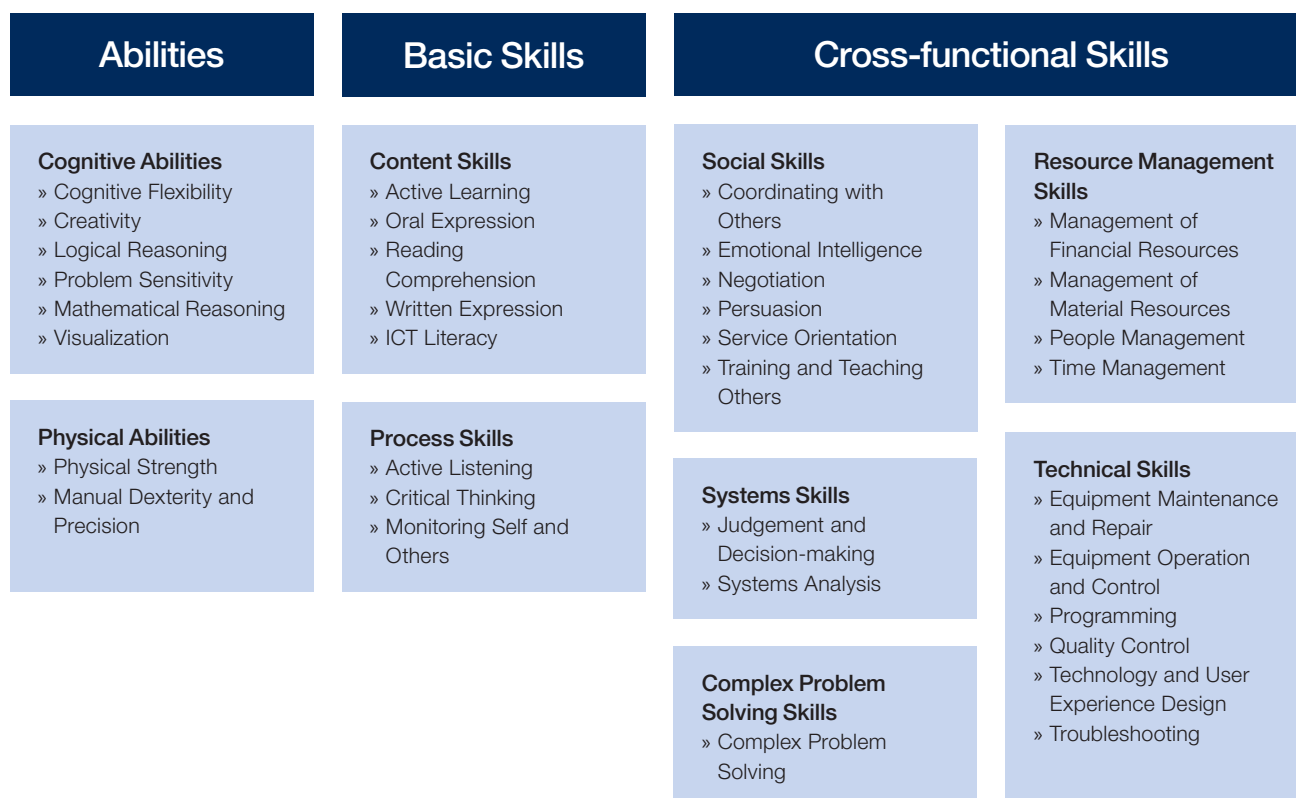 Abilities
Cognitive Abilities
» Cognitive Flexibility
» Creativity
» Logical Reasoning
» Problem Sensitivity
» Mathematical Reasoning
» Visualization
Physical Abilities
» Physical Strength
» Manual Dexterity and
Precision
Basic Skills
Content Skills
» Active Learning
» Oral Expression
» Reading
Comprehension
» Written Expression
» ICT Literacy
Process Skills
» Active Listening
» Critical Thinking
» Monitoring Self and
Others
Cross-functional Skills
Social Skills
» Coordinating with
Others
» Emotional Intelligence
» Negotiation
» Persuasion
» Service Orientation
» Training and Teaching
Others
Systems Skills
» Judgement and
Decision-making
» Systems Analysis
Complex Problem
Solving Skills
» Complex Problem
Solving
Resource Management
Skills
» Management of
Financial Resources
» Management of
Material Resources
» People Management
» Time Management
Technical Skills
» Equipment Maintenance
and Repair
» Equipment Operation
and Control
» Programming
» Quality Control
» Technology and User
Experience Design
» Troubleshooting